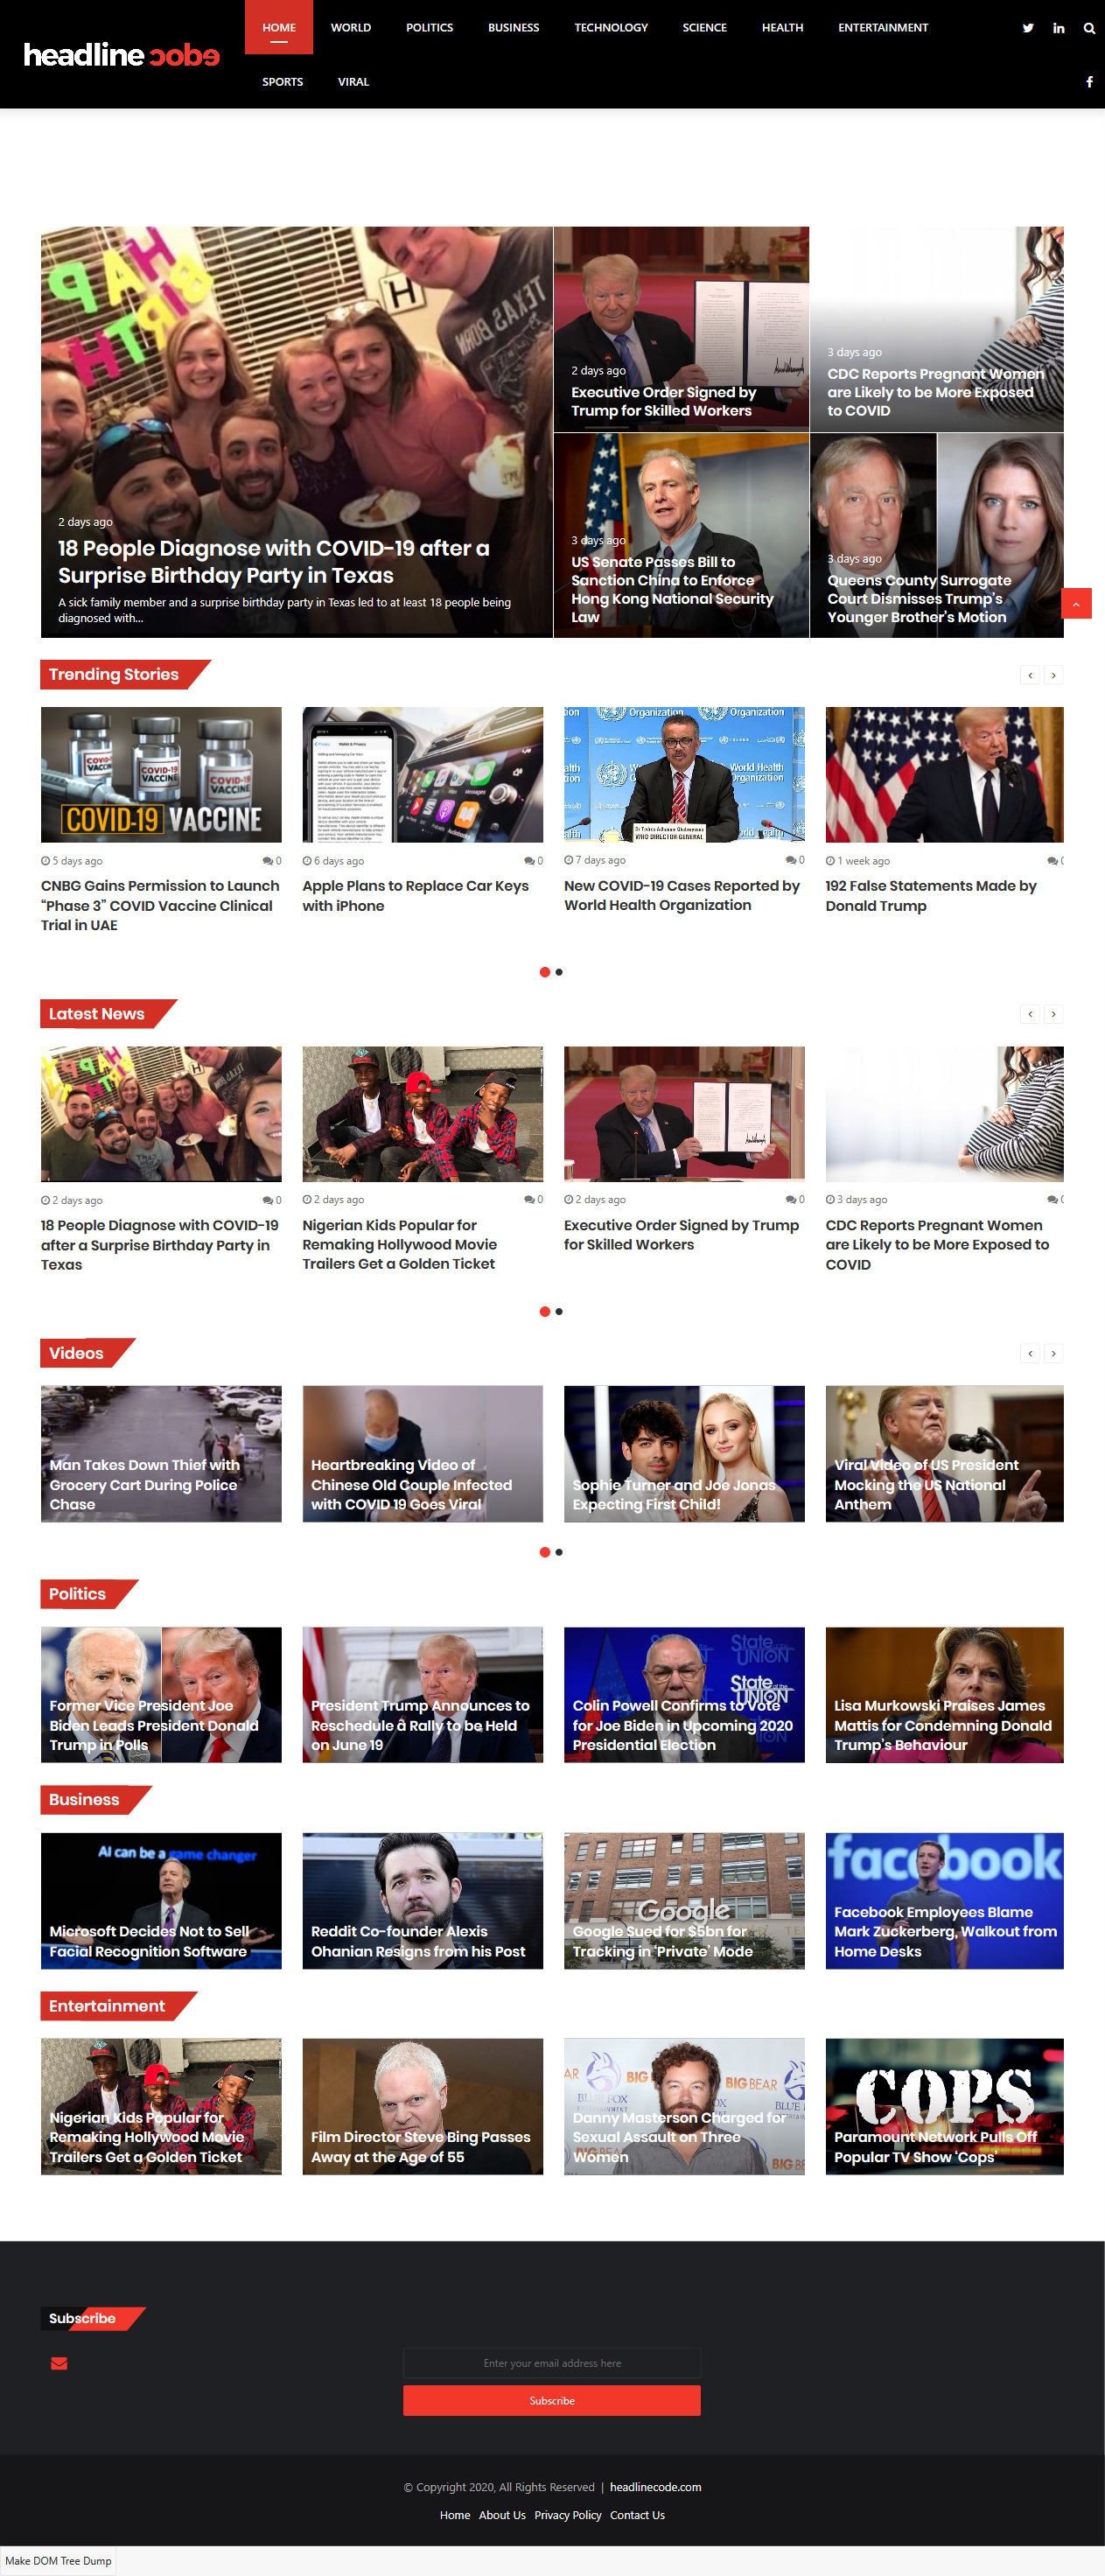 HOME
WORLD
POLITICS
BUSINESS
TECHNOLOGY
SCIENCE
HEALTH
ENTERTAINMENT
headline code
SPORTS
VIRAL
2 days ago
18 People Diagnose with COVID-19 after a
Surprise Birthday Party in Texas
A sick family member and a surprise birthday party in Texas led to at least 18 people being
diagnosed with...
2 days ago
Executive Order Signed by
Trump for Skilled Workers
3 days ago
CDC Reports Pregnant Women
are Likely to be More Exposed
to COVID
3 days ago
US Senate Passes Bill to
Sanction China to Enforce
Hong Kong National Security
Law
3 days ago
Queens County Surrogate
Court Dismisses Trump's
Younger Brother's Motion
Trending Stories
COVID-19 VACCINE
5 days ago
0
CNBG Gains Permission to Launch
“Phase 3” COVID Vaccine Clinical
Trial in UAE
6 days ago
0
Apple Plans to Replace Car Keys
with iPhone
World Health
Organization
WHO DIRECTOR-GENERAL
7 days ago
0
New COVID-19 Cases Reported by
World Health Organization
1 week ago
192 False Statements Made by
Donald Trump
Latest News
2 days ago
0
18 People Diagnose with COVID-19
after a Surprise Birthday Party in
Texas
2 days ago
0
Nigerian Kids Popular for
Remaking Hollywood Movie
Trailers Get a Golden Ticket
2 days ago
0
Executive Order Signed by Trump
for Skilled Workers
3 days ago
CDC Reports Pregnant Women
are Likely to be More Exposed to
COVID
Videos
Man Takes Down Thief with
Grocery Cart During Police
Chase
Heartbreaking Video of
Chinese Old Couple Infected
with COVID 19 Goes Viral
Sophie Turner and Joe Jonas
Expecting First Child!
Viral Video of US President
Mocking the US National
Anthem
Politics
Former Vice President Joe
Biden Leads President Donald
Trump in Polls
President Trump Announces to
Reschedule a Rally to be Held
on June 19
State
UNION
Colin Powell Confirms to Vote
for Joe Biden in Upcoming 2020
Presidential Election
Lisa Murkowski Praises James
Mattis for Condemning Donald
Trump's Behaviour
Business
AI can be a game changer
Microsoft Decides Not to Sell
Facial Recognition Software
Reddit Co-founder Alexis
Ohanian Resigns from his Post
Google
Google Sued for $5bn for
Tracking in ‘Private’ Mode
facebook
Facebook Employees Blame
Mark Zuckerberg, Walkout from
Home Desks
Entertainment
Nigerian Kids Popular for
Remaking Hollywood Movie
Trailers Get a Golden Ticket
Film Director Steve Bing Passes
Away at the Age of 55
BIG BEAR
Danny Masterson Charged for
Sexual Assault on Three
Women
COPS
Paramount Network Pulls Off
Popular TV Show ‘Cops’
Subscribe
Enter your email address here
Subscribe
© Copyright 2020, All Rights Reserved | headlinecode.com
Home About Us Privacy Policy Contact Us
Make DOM Tree Dump